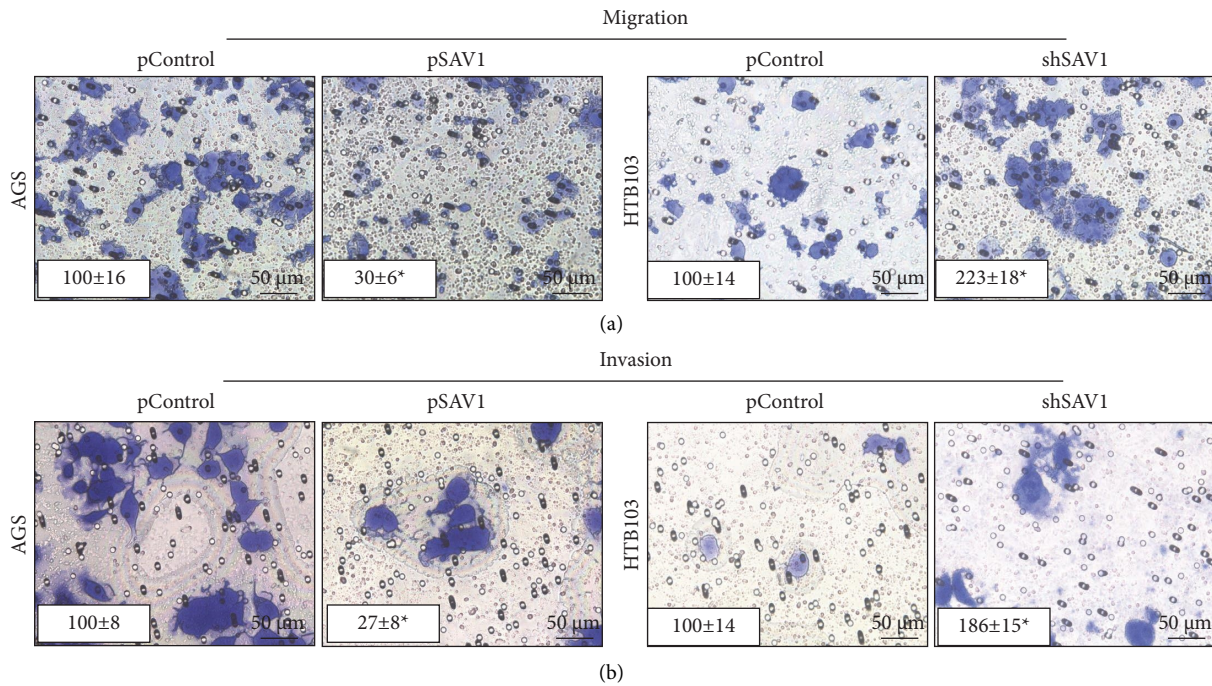 Migration
pControl
pSAV1
pControl
shSAV1
AGS
HTB103
100±16
50 μm
30±6*
50 μm
100±14
50 μm
223±18*
50 μm
(a)
Invasion
pControl
pSAV1
pControl
shSAV1
AGS
HTB103
100±8
50 μm
27±8*
50 μm
100±14
50 μm
186±15*
50 μm
(b)